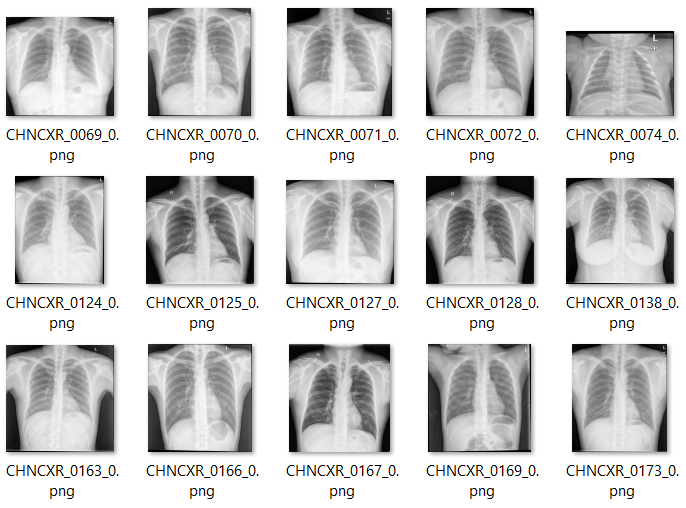 CHNCXR_0069_0.png
CHNCXR_0070_0.png
CHNCXR_0071_0.png
CHNCXR_0072_0.png
CHNCXR_0074_0.png
CHNCXR_0124_0.png
CHNCXR_0125_0.png
CHNCXR_0127_0.png
CHNCXR_0128_0.png
CHNCXR_0138_0.png
CHNCXR_0163_0.png
CHNCXR_0166_0.png
CHNCXR_0167_0.png
CHNCXR_0169_0.png
CHNCXR_0173_0.png